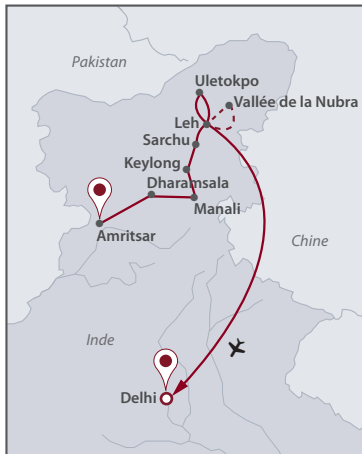 Pakistan
Uletokpo
Vallée de la Nubra
Leh
Sarchu
Keylong
Dharamsala
Manali
Amritsar
Chine
Inde
Delhi